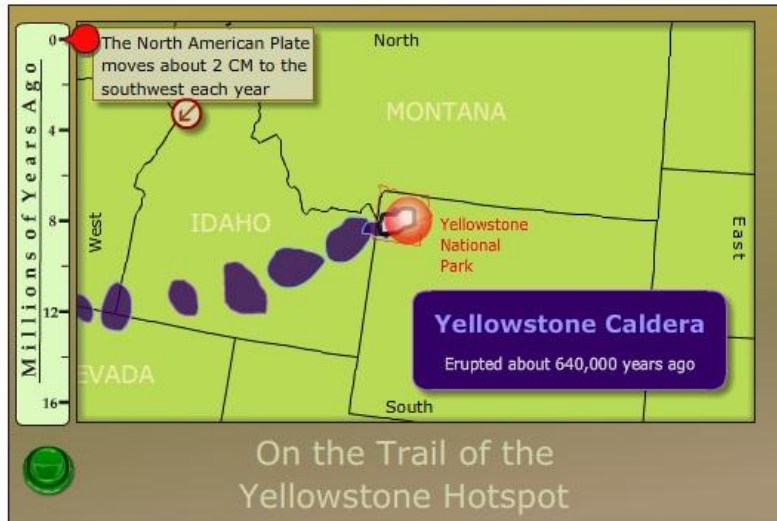 Millions of Years Ago
0
4
8
12
16
The North American Plate
moves about 2 CM to the
southwest each year
North
MONTANA
IDAHO
West
East
Yellowstone
National
Park
Yellowstone Caldera
Erupted about 640,000 years ago
EVADA
South
On the Trail of the
Yellowstone Hotspot